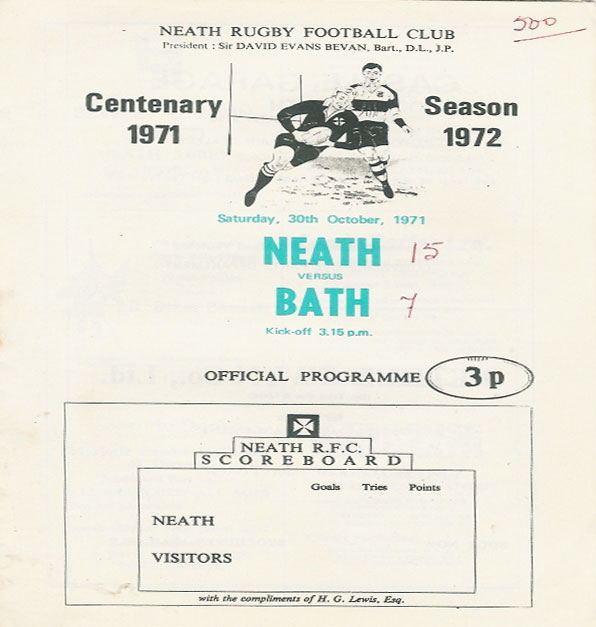 500
NEATH RUGBY FOOTBALL CLUB
President : Sir DAVID EVANS BEVAN, Bart., D.L., J.P.
Centenary Season
1971 1972
Saturday, 30th October, 1971
NEATH 15
VERSUS
BATH 7
Kick-off 3.15 p.m.
OFFICIAL PROGRAMME 3p
NEATH R.F.C.
SCOREBOARD
Goals Tries Points
NEATH
VISITORS
with the compliments of H. G. Lewis, Esq.